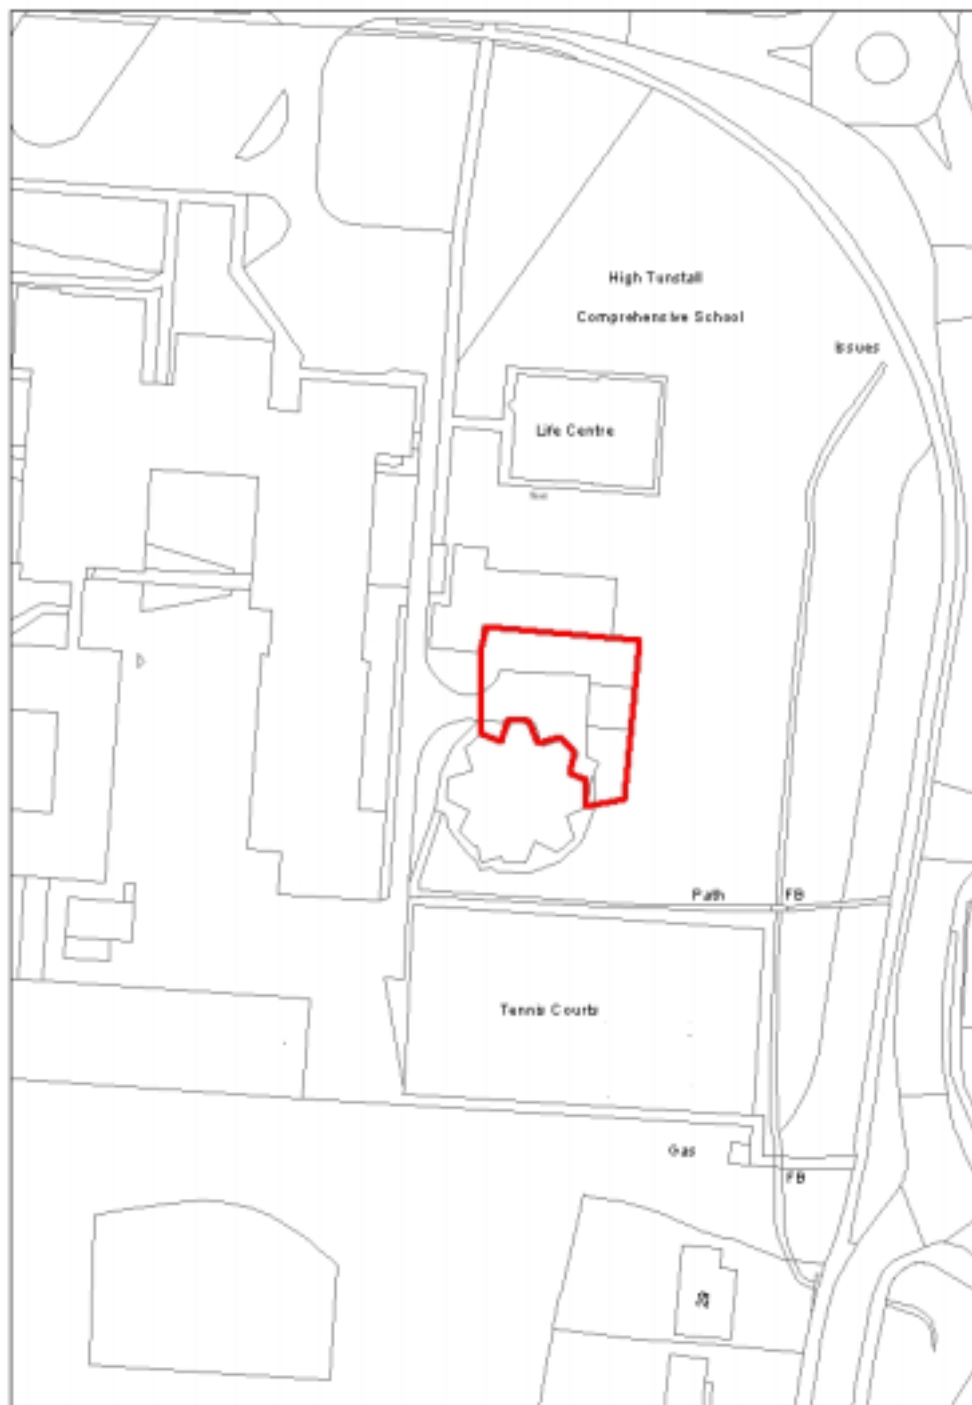 High Tunstall
Comprehensive School
Issues
Life Centre
Path
FB
Tennis Courts
Gas
FB